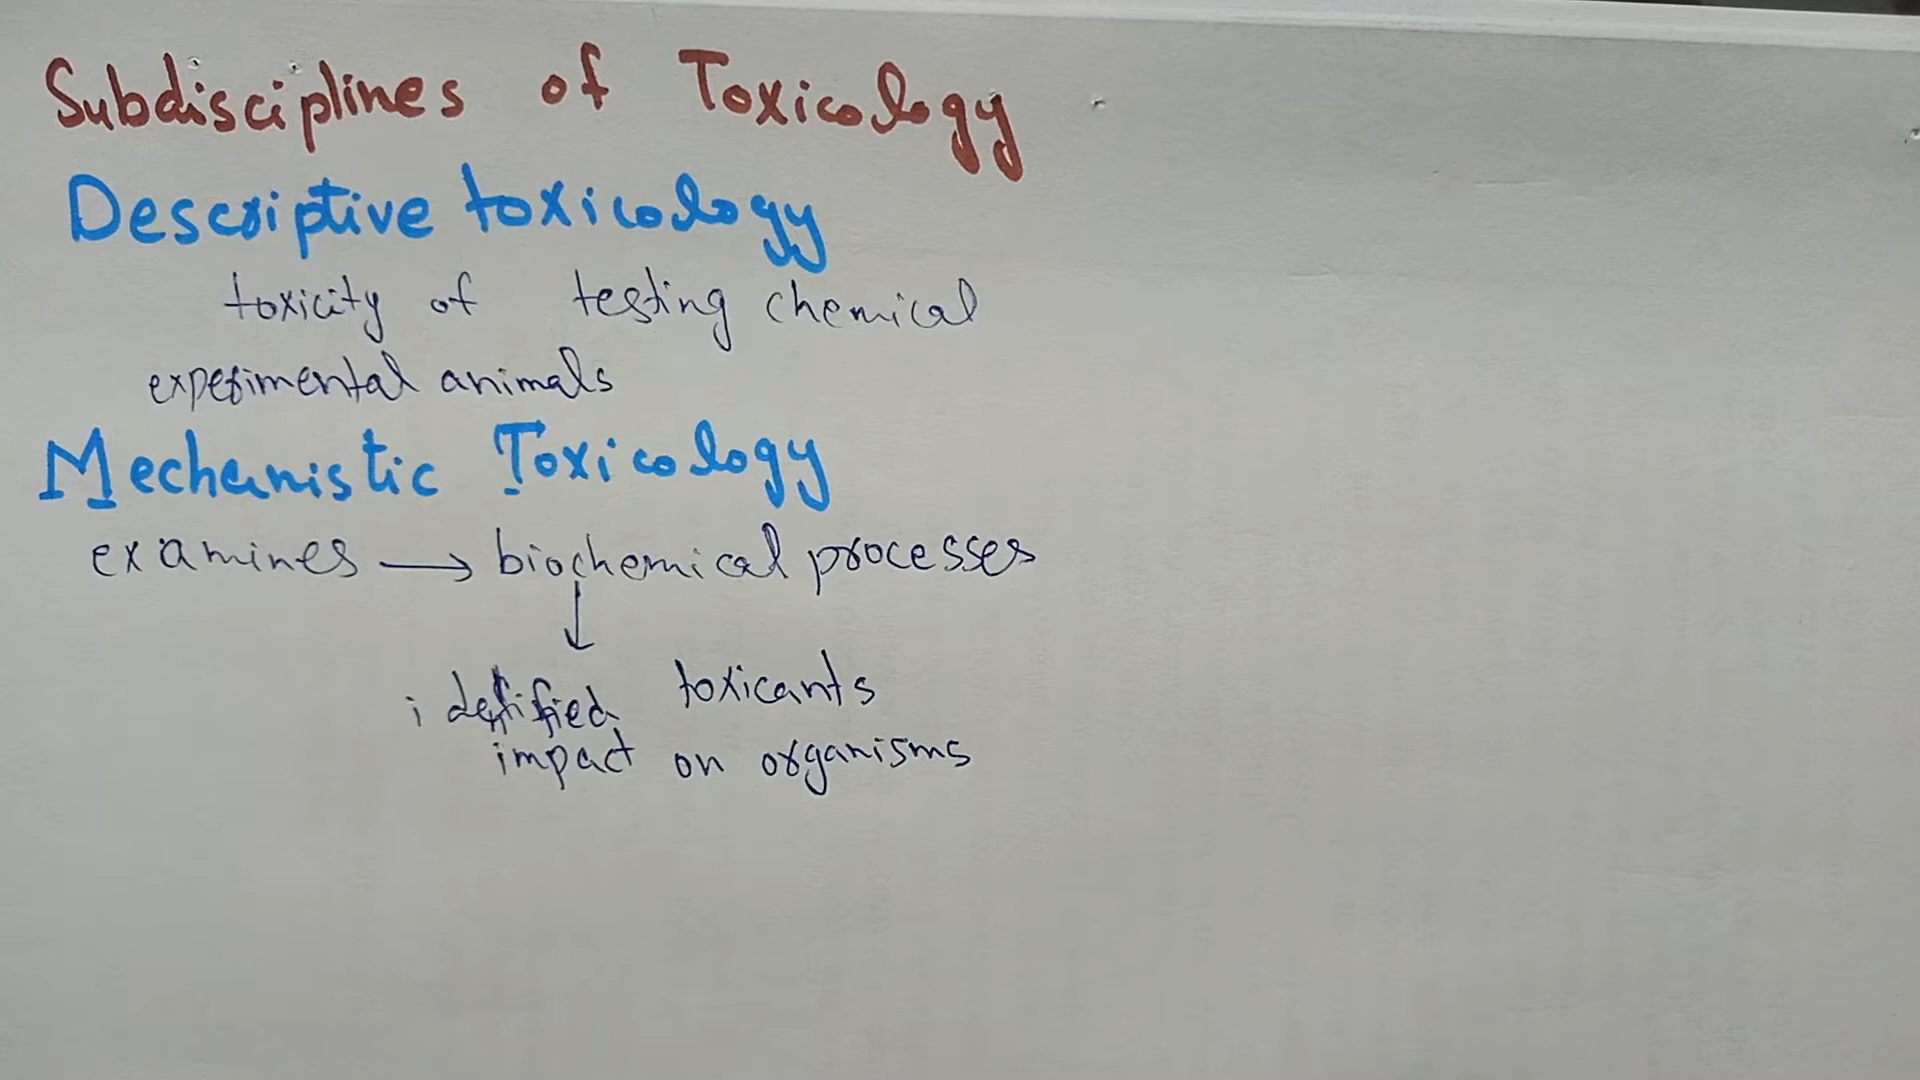 Subdisciplines of Toxicology
Descriptive toxicology
toxicity of testing chemical
experimental animals
Mechanistic Toxicology
examines → biochemical processes
↓
identified toxicants
impact on organisms